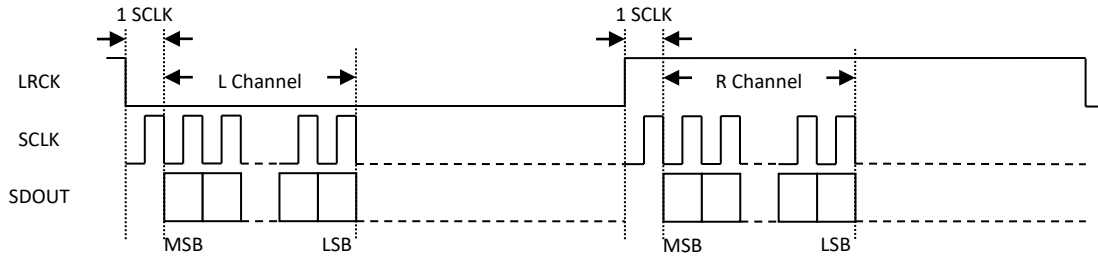 1 SCLK 1 SCLK
LRCK L Channel R Channel
SCLK
SDOUT
MSB LSB MSB LSB